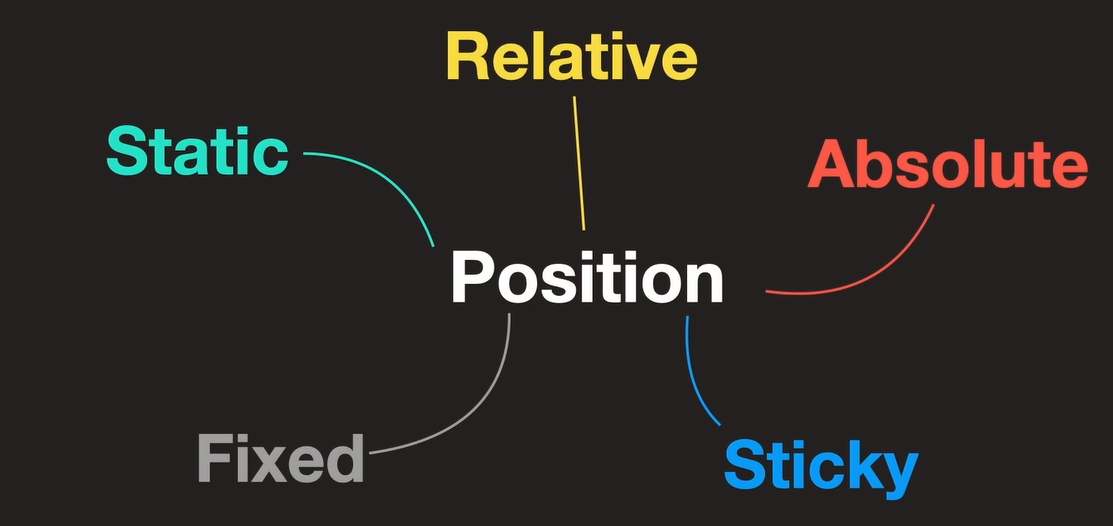 Relative
Static
Absolute
Position
Fixed
Sticky